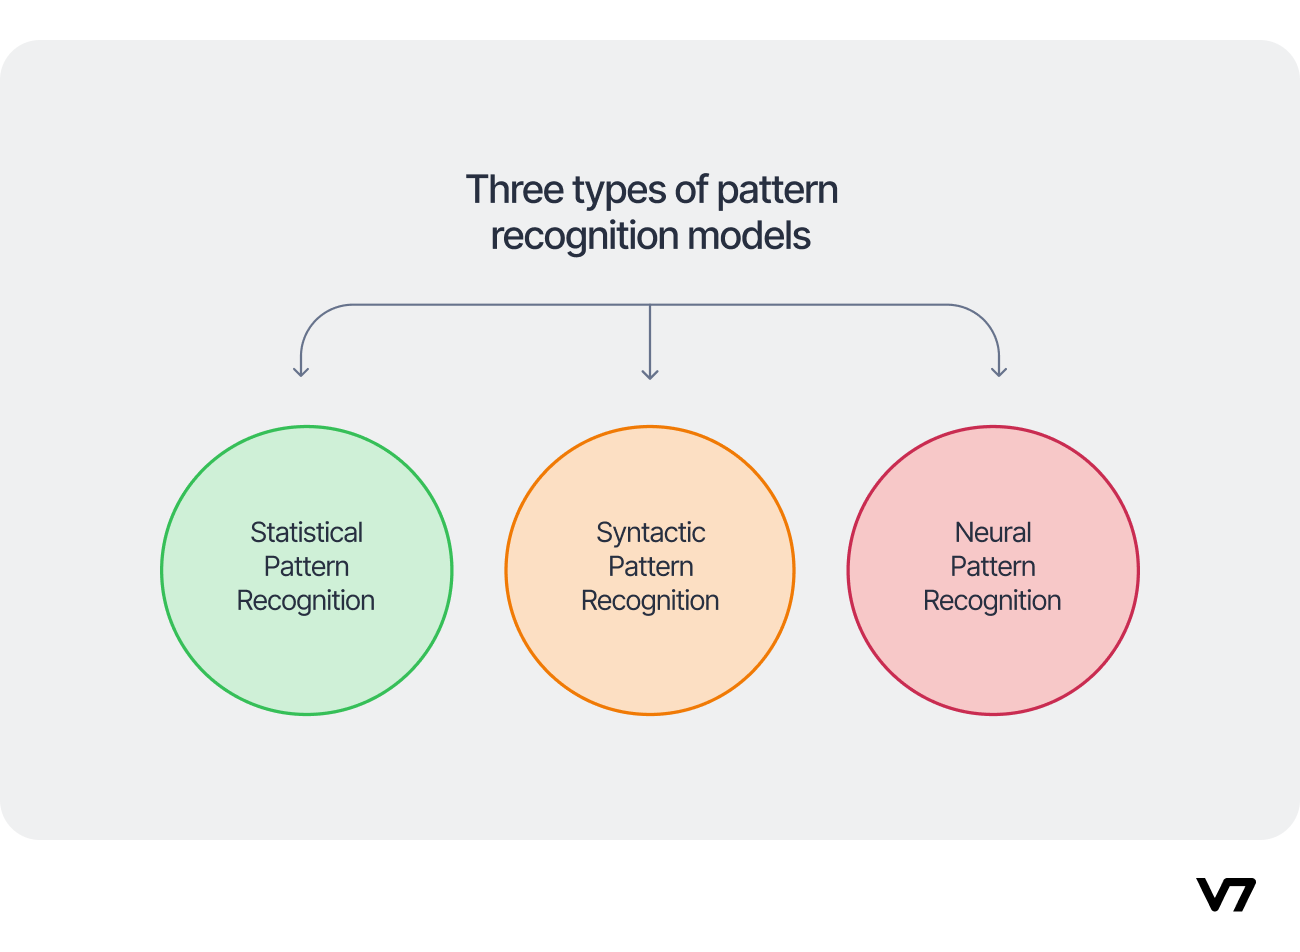 Three types of pattern
recognition models
Statistical
Pattern
Recognition
Syntactic
Pattern
Recognition
Neural
Pattern
Recognition
V7